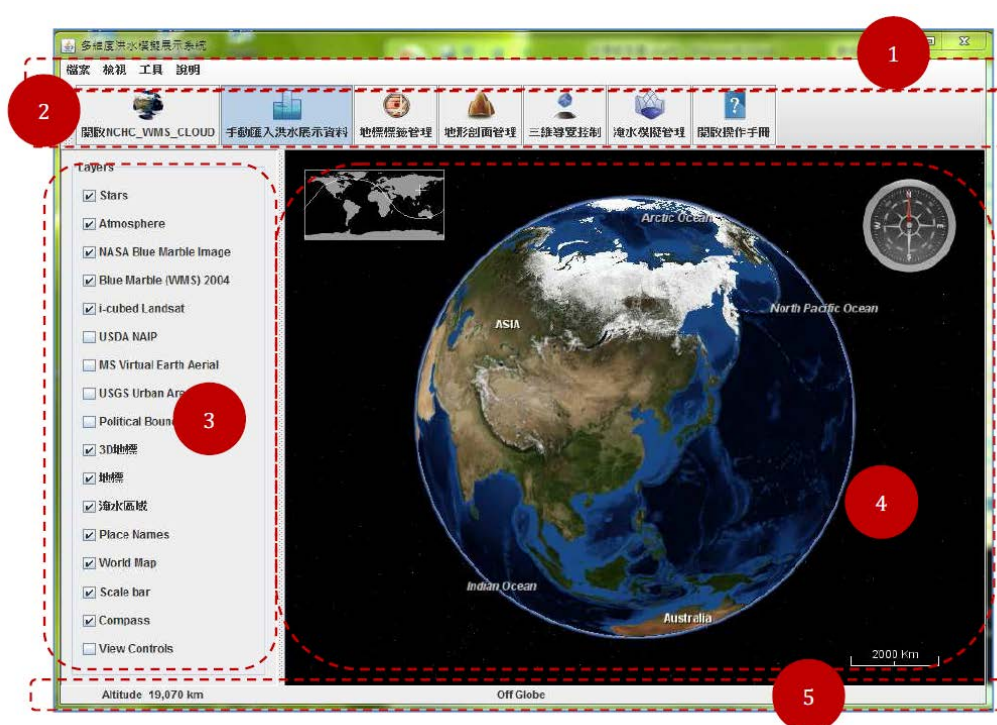 多維度洪水模擬展示系統
1
檔案 檢視 工具 說明
2
開啟NCHC_WMS_CLOUD 手動匯入洪水展示資料 地標標籤管理 地形剖面管理 三維導覽控制 淹水模擬管理 開啟操作手冊
Layers
Stars
Atmosphere
NASA Blue Marble Image
Blue Marble (WMS) 2004
i-cubed Landsat
USDA NAIP
MS Virtual Earth Aerial
USGS Urban
Political
3
3D地標
地標
淹水區域
Place Names
World Map
Scale bar
Compass
View Controls
N
Arctic Ocean
North Pacific Ocean
ASIA
4
Indian Ocean
Australia
2000 Km
Altitude 19,070 km Off Globe
5